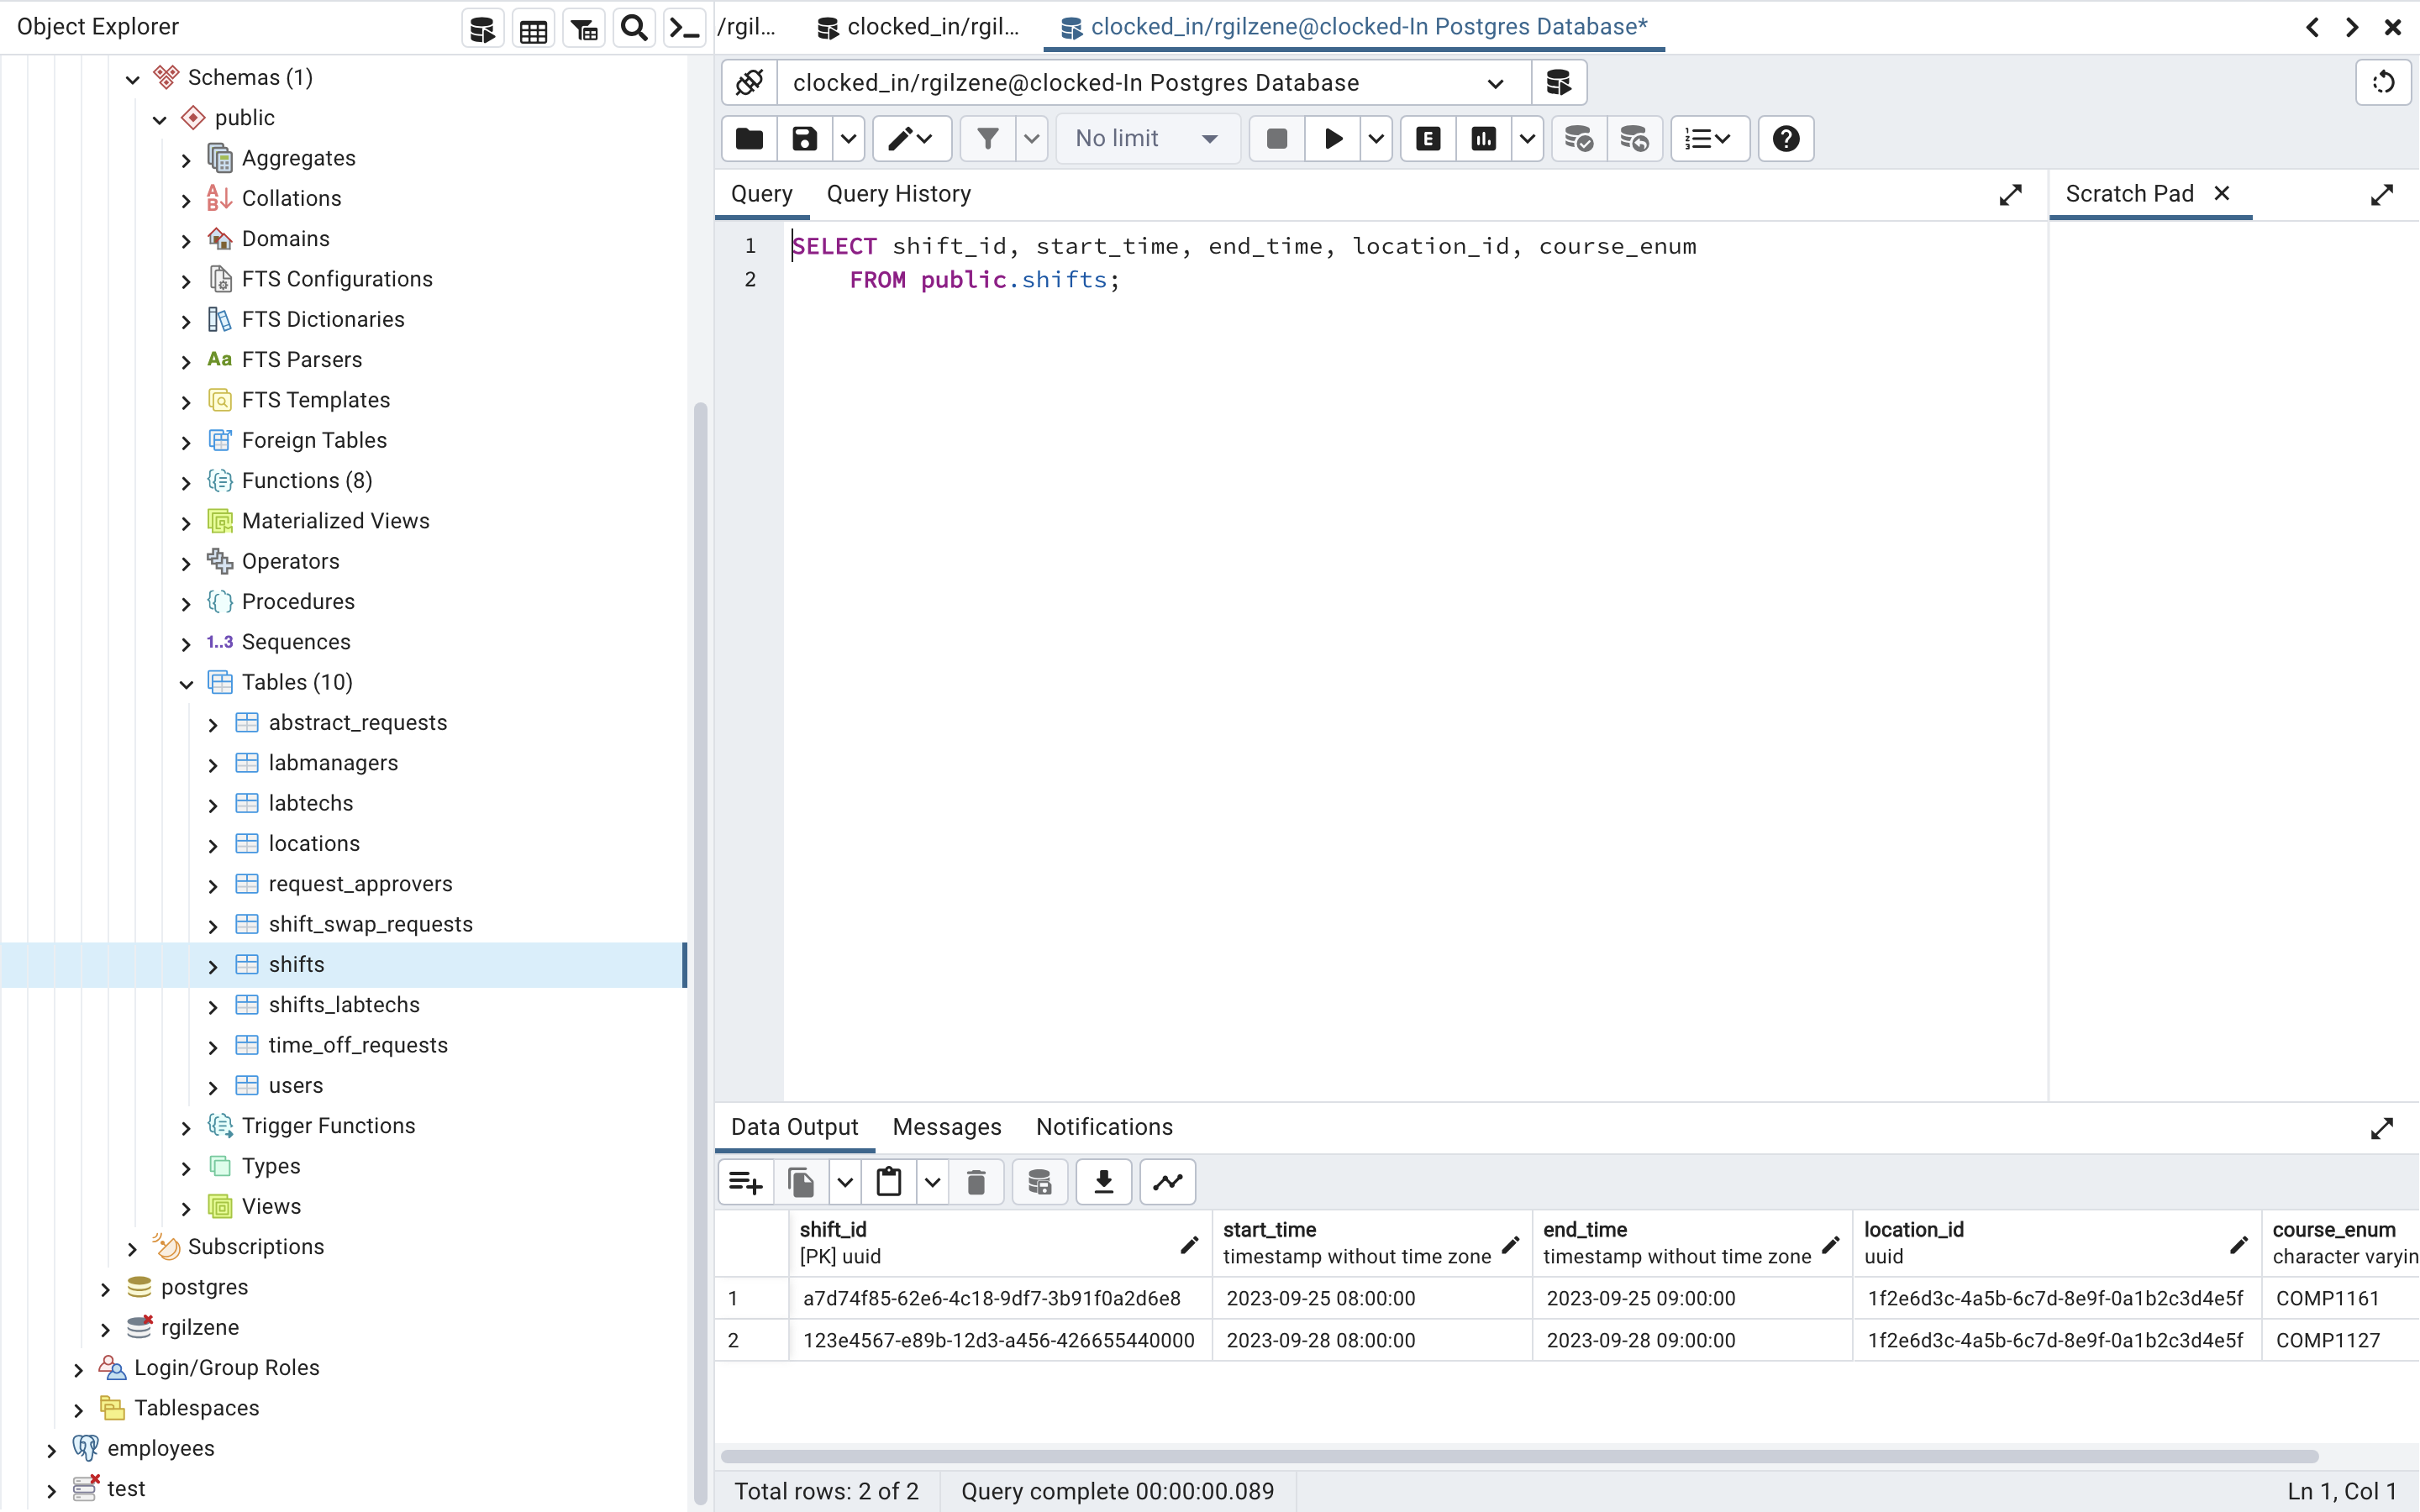 Object Explorer
Schemas (1)
public
Aggregates
Collations
Domains
FTS Configurations
FTS Dictionaries
Aa FTS Parsers
FTS Templates
Foreign Tables
Functions (8)
Materialized Views
Operators
Procedures
1..3 Sequences
Tables (10)
abstract_requests
labmanagers
labtechs
locations
request_approvers
shift_swap_requests
shifts
shifts_labtechs
time_off_requests
users
Trigger Functions
Types
Views
Subscriptions
postgres
rgilzene
Login/Group Roles
Tablespaces
employees
test
/rgil... clocked_in/rgil... clocked_in/rgilzene@clocked-In Postgres Database*
clocked_in/rgilzene@clocked-In Postgres Database
No limit E
Query Query History Scratch Pad
1 SELECT shift_id, start_time, end_time, location_id, course_enum
2 FROM public.shifts;
Data Output Messages Notifications
shift_id start_time end_time location_id course_enum
[PK] uuid timestamp without time zone timestamp without time zone uuid character varyin
1 a7d74f85-62e6-4c18-9df7-3b91f0a2d6e8 2023-09-25 08:00:00 2023-09-25 09:00:00 1f2e6d3c-4a5b-6c7d-8e9f-0a1b2c3d4e5f COMP1161
2 123e4567-e89b-12d3-a456-426655440000 2023-09-28 08:00:00 2023-09-28 09:00:00 1f2e6d3c-4a5b-6c7d-8e9f-0a1b2c3d4e5f COMP1127
Total rows: 2 of 2 Query complete 00:00:00.089 Ln 1, Col 1